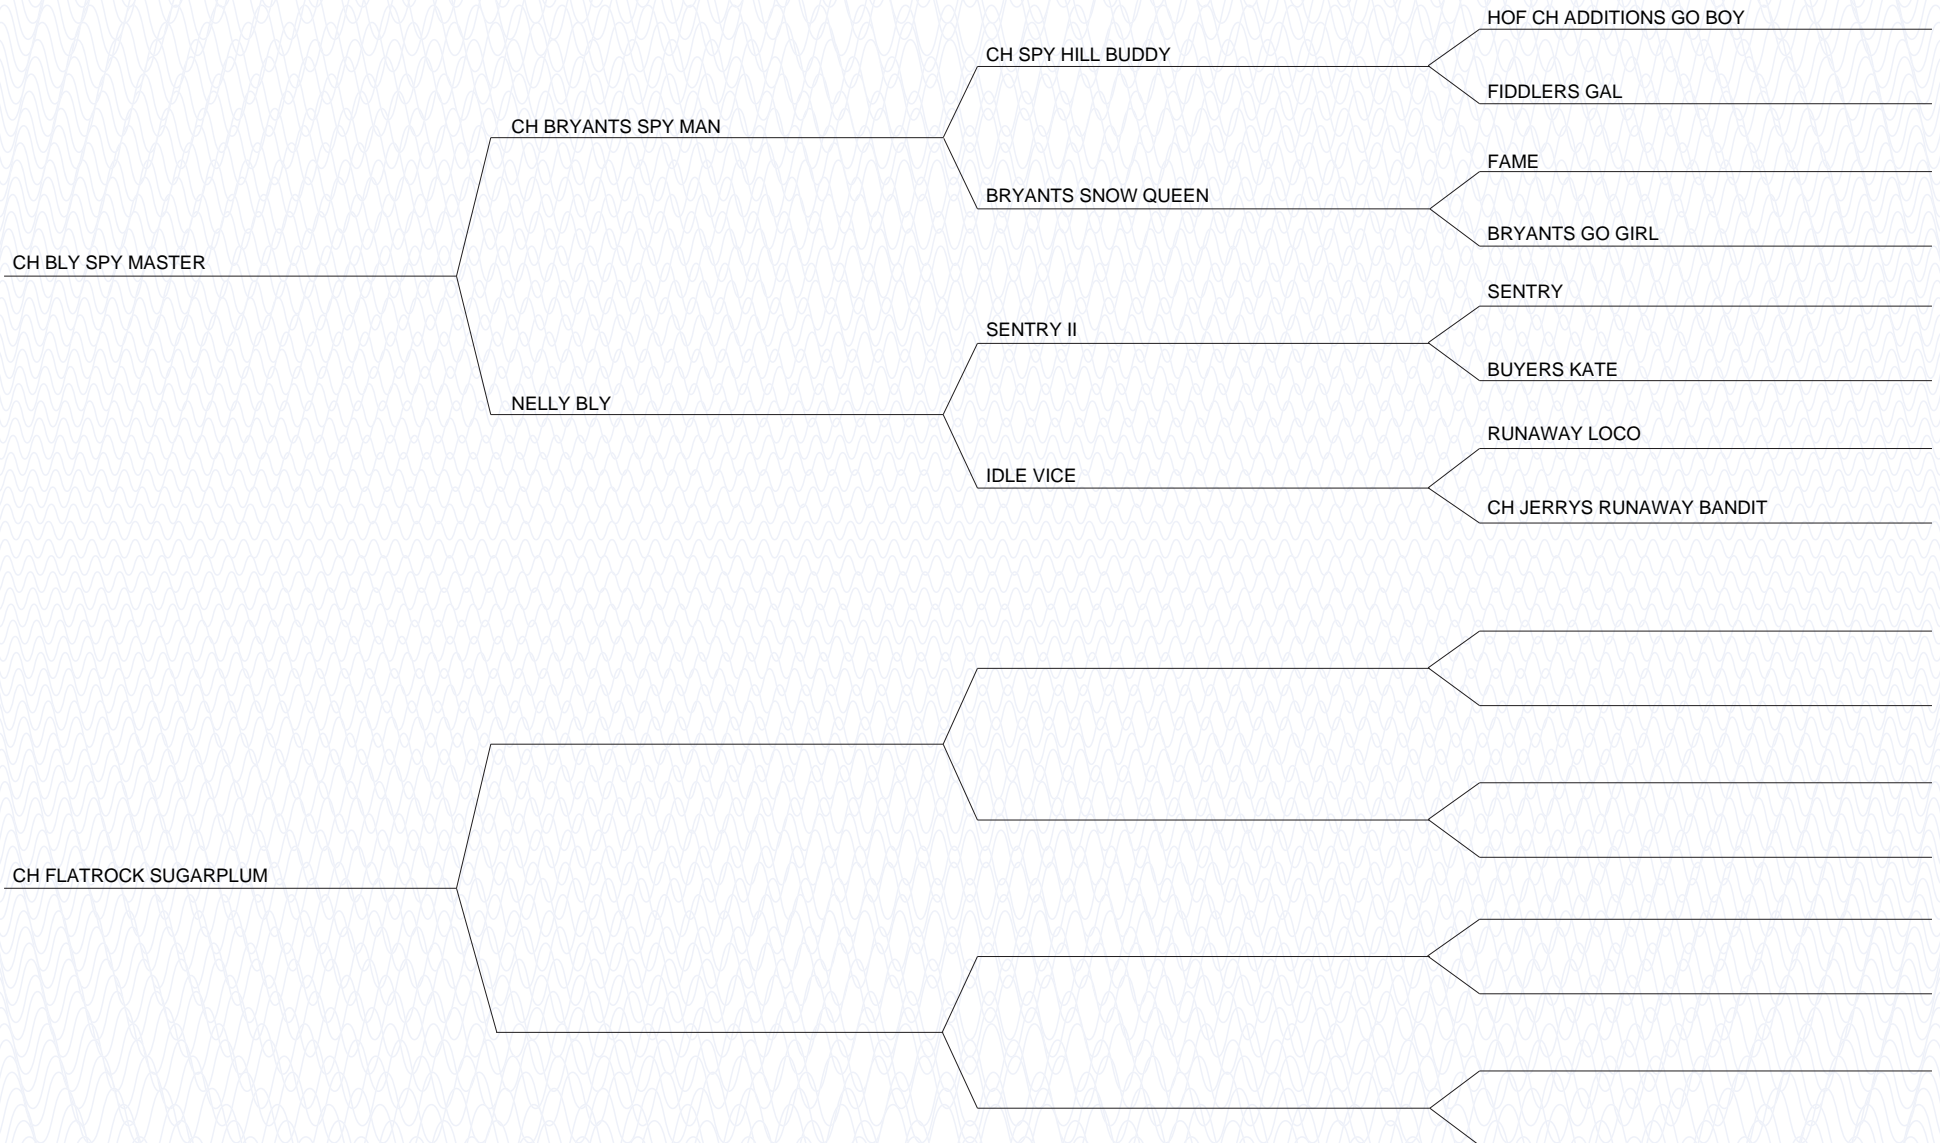 HOF CH ADDITIONS GO BOY
CH SPY HILL BUDDY
FIDDLERS GAL
CH BRYANTS SPY MAN
FAME
BRYANTS SNOW QUEEN
BRYANTS GO GIRL
CH BLY SPY MASTER
SENTRY
SENTRY II
BUYERS KATE
NELLY BLY
RUNAWAY LOCO
IDLE VICE
CH JERRYS RUNAWAY BANDIT
CH FLATROCK SUGARPLUM